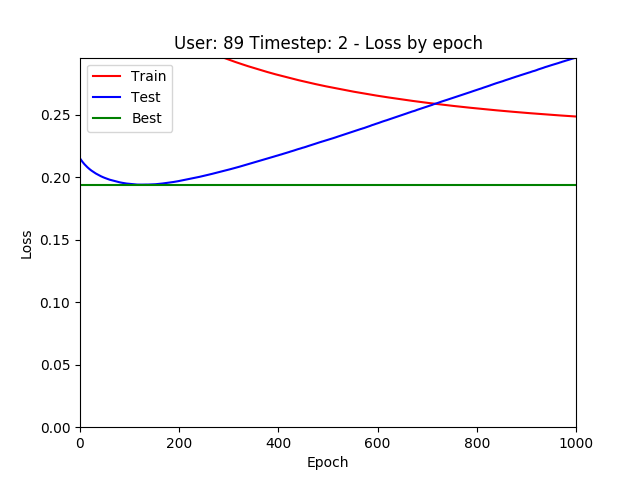 User: 89 Timestep: 2 - Loss by epoch
Train
Test
Best
0.25
0.20
0.15
0.10
0.05
0.00
Loss
0 200 400 600 800 1000
Epoch